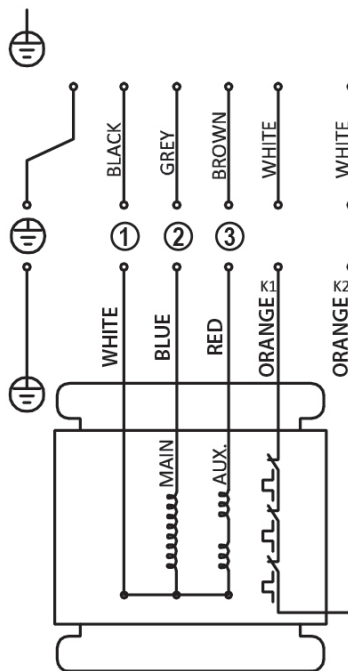 BLACK
GREY
BROWN
WHITE
WHITE
1
2
3
WHITE
BLUE
RED
ORANGE K1
ORANGE K2
MAIN
AUX.